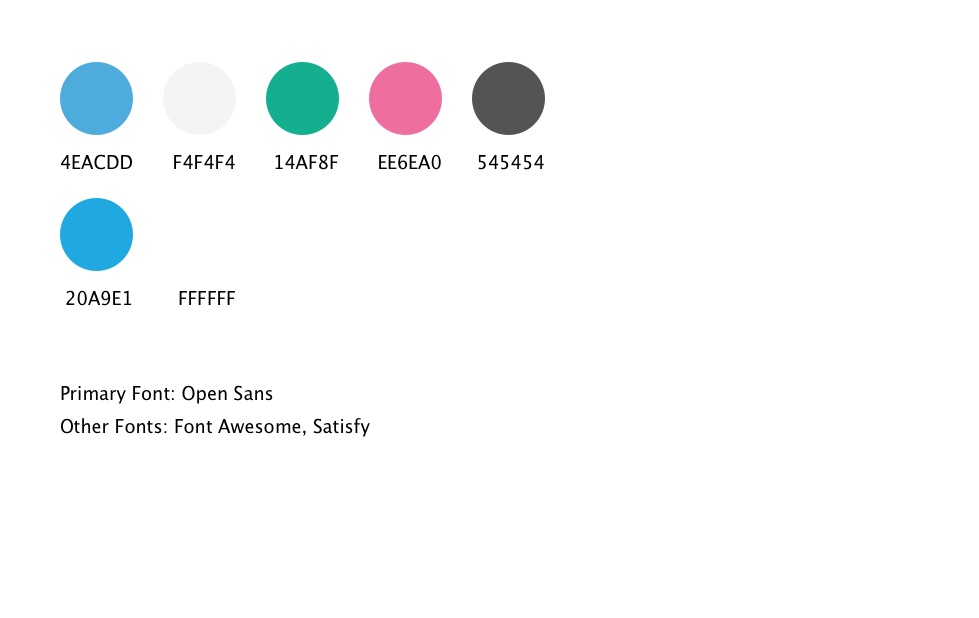 4EACDD F4F4F4 14AF8F EE6EA0 545454
20A9E1 FFFFFF
Primary Font: Open Sans
Other Fonts: Font Awesome, Satisfy